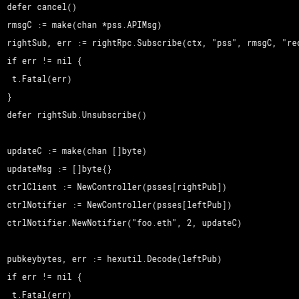 defer cancel()
rmsgC := make(chan *pss.APIMsg)
rightSub, err := rightRpc.Subscribe(ctx, "pss", rmsgC, "rec
if err != nil {
t.Fatal(err)
}
defer rightSub.Unsubscribe()
updateC := make(chan []byte)
updateMsg := []byte{}
ctrlClient := NewController(psses[rightPub])
ctrlNotifier := NewController(psses[leftPub])
ctrlNotifier.NewNotifier("foo.eth", 2, updateC)
pubkeybytes, err := hexutil.Decode(leftPub)
if err != nil {
t.Fatal(err)